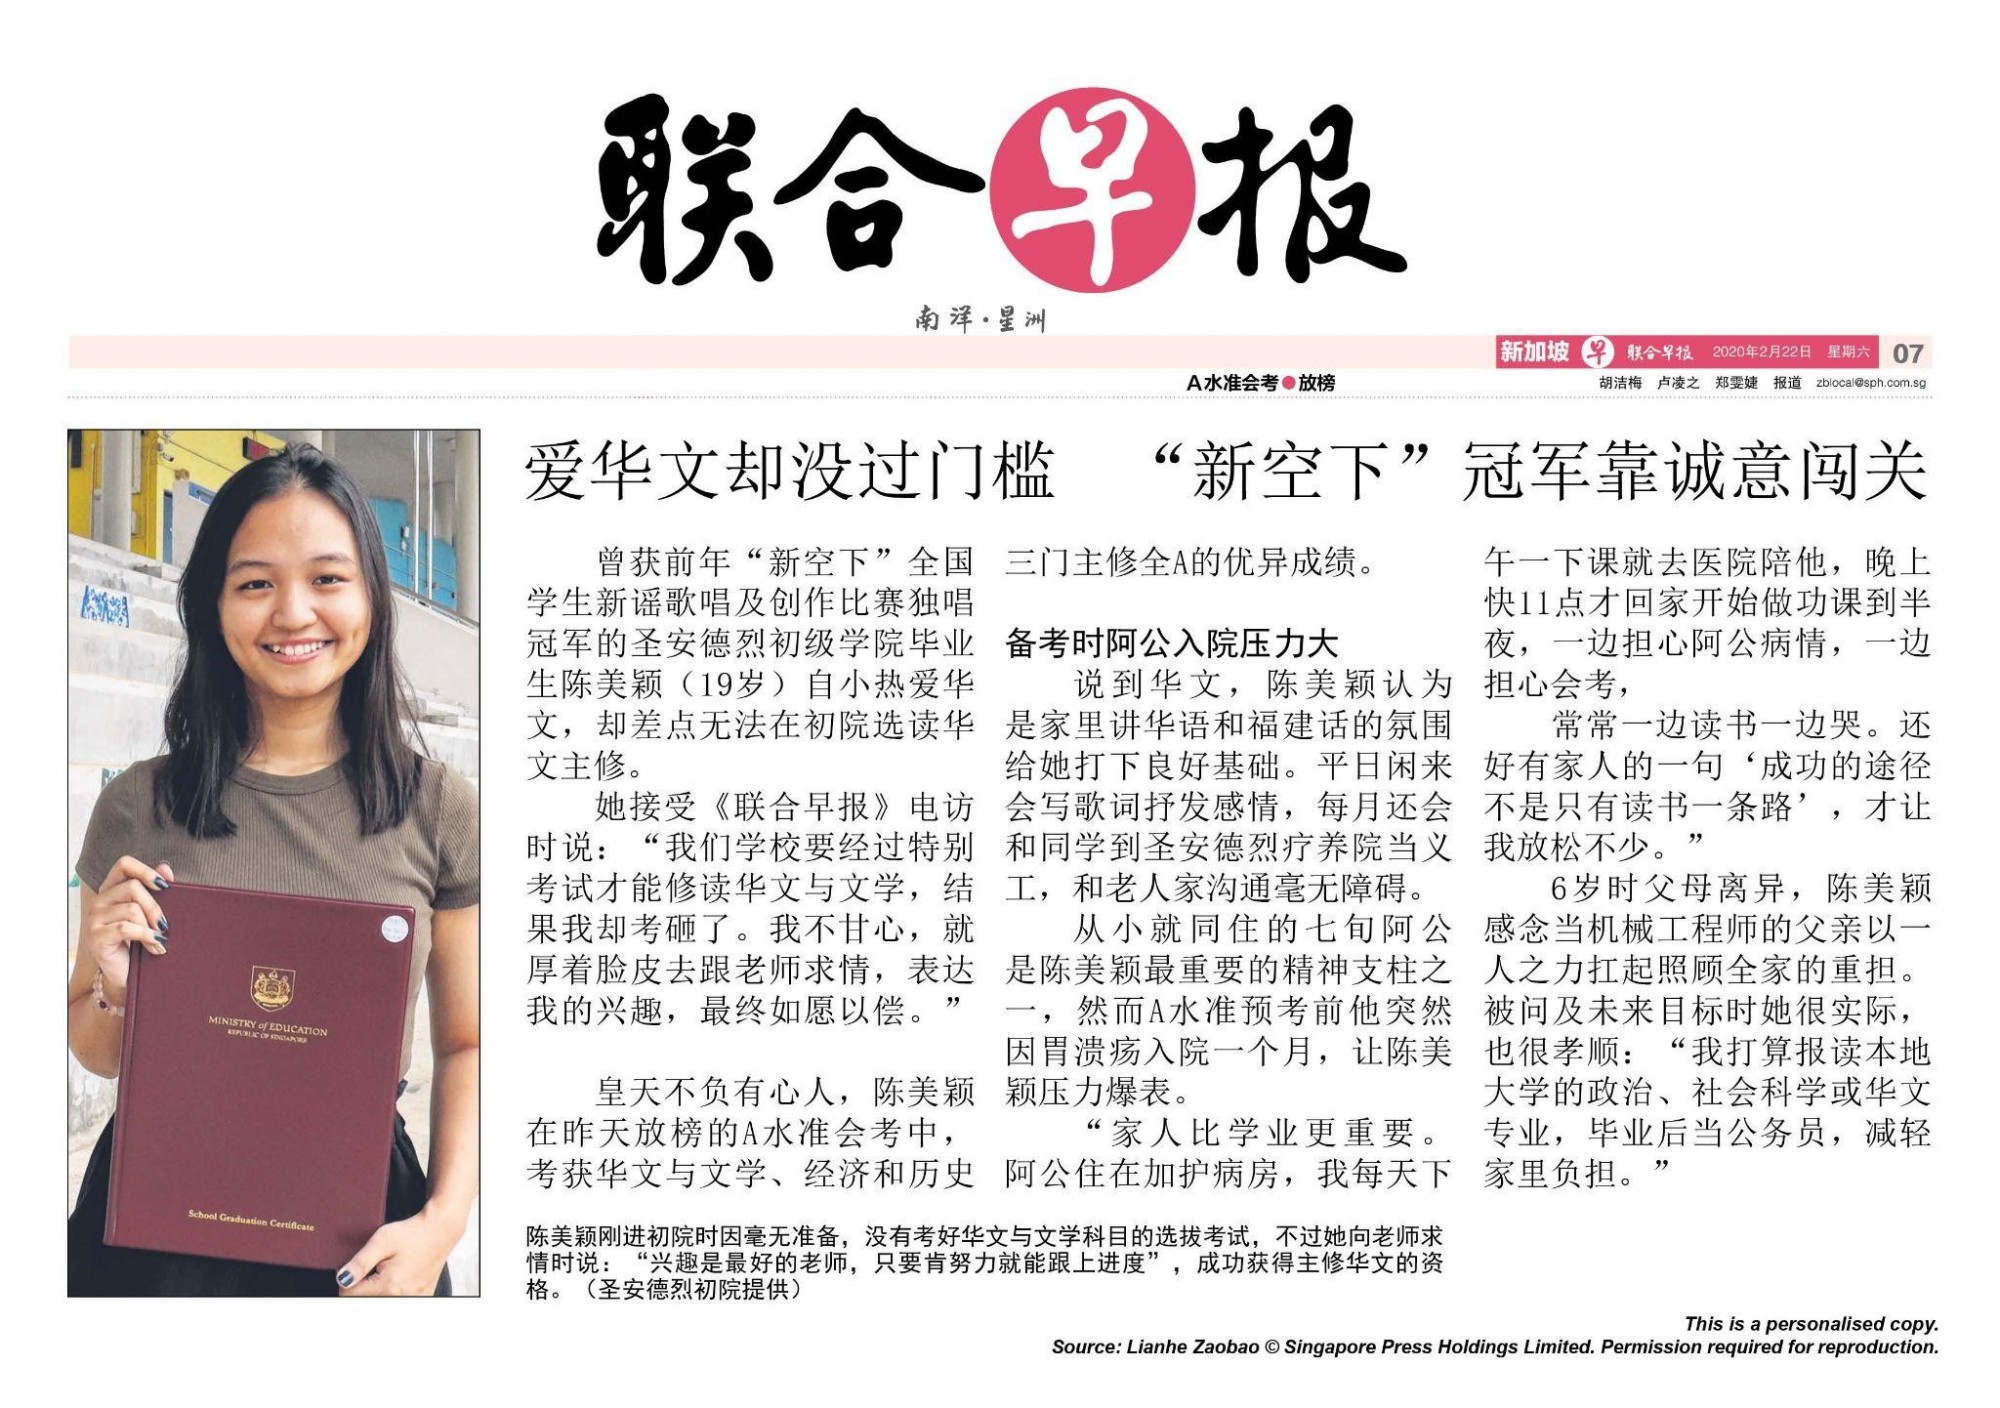 联合早报
南洋·星洲
新加坡 早 联合早报 2020年2月22日 星期六 07
A水准会考●放榜
胡洁梅 卢凌之 郑雯婕 报道 zblocal@sph.com.sg
爱华文却没过门槛 “新空下”冠军靠诚意闯关
曾获前年“新空下”全国
学生新谣歌唱及创作比赛独唱
冠军的圣安德烈初级学院毕业
生陈美颖（19岁）自小热爱华
文，却差点无法在初院选读华
文主修。
她接受《联合早报》电访
时说：“我们学校要经过特别
考试才能修读华文与文学，结
果我却考砸了。我不甘心，就
厚着脸皮去跟老师求情，表达
我的兴趣，最终如愿以偿。”
皇天不负有心人，陈美颖
在昨天放榜的A水准会考中，
考获华文与文学、经济和历史
三门主修全A的优异成绩。
备考时阿公入院压力大
说到华文，陈美颖认为
是家里讲华语和福建话的氛围
给她打下良好基础。平日闲来
会写歌词抒发感情，每月还会
和同学到圣安德烈疗养院当义
工，和老人家沟通毫无障碍。
从小就同住的七旬阿公
是陈美颖最重要的精神支柱之
一，然而A水准预考前他突然
因胃溃疡入院一个月，让陈美
颖压力爆表。
“家人比学业更重要。
阿公住在加护病房，我每天下
午一下课就去医院陪他，晚上
快11点才回家开始做功课到半
夜，一边担心阿公病情，一边
担心会考，
常常一边读书一边哭。还
好有家人的一句‘成功的途径
不是只有读书一条路’，才让
我放松不少。”
6岁时父母离异，陈美颖
感念当机械工程师的父亲以一
人之力扛起照顾全家的重担。
被问及未来目标时她很实际，
也很孝顺：“我打算报读本地
大学的政治、社会科学或华文
专业，毕业后当公务员，减轻
家里负担。”
MINISTRY of EDUCATION
REPUBLIC OF SINGAPORE
School Graduation Certificate
陈美颖刚进初院时因毫无准备，没有考好华文与文学科目的选拔考试，不过她向老师求
情时说：“兴趣是最好的老师，只要肯努力就能跟上进度”，成功获得主修华文的资
格。（圣安德烈初院提供）
This is a personalised copy.
Source: Lianhe Zaobao © Singapore Press Holdings Limited. Permission required for reproduction.